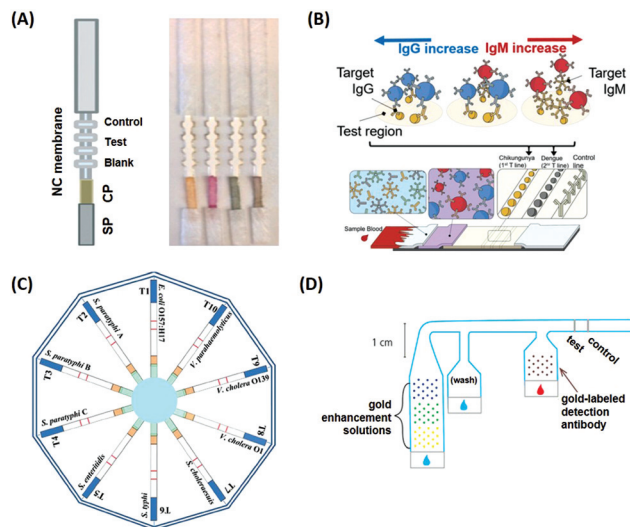 (A)
NC membrane
Control
Test
Blank
CP
SP
(B)
IgG increase
IgM increase
Target
IgG
Target
IgM
Test region
Chikungunya
(1st T line)
Dengue
(2nd T line)
Control
line
Sample Blood
(C)
T1
E. coli O157:H17
T10
V. parahaemolyticus
T9
V. cholera O139
T8
V. cholera O1
T7
S. choleraesuis
T6
S. typhi
T5
S. enteritidis
T4
S. paratyphi C
T3
S. paratyphi B
T2
S. paratyphi A
(D)
1 cm
(wash)
test
control
gold
enhancement
solutions
gold-labeled
detection
antibody